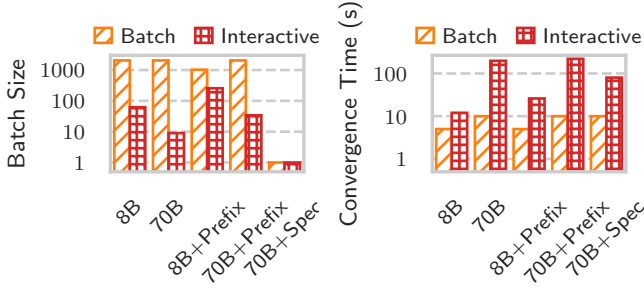 Batch Interactive
Batch Size
1000
100
10
1
8B
70B
8B+Prefix
70B+Prefix
70B+Spec
Batch Interactive
Convergence Time (s)
100
10
1
8B
70B
8B+Prefix
70B+Prefix
70B+Spec